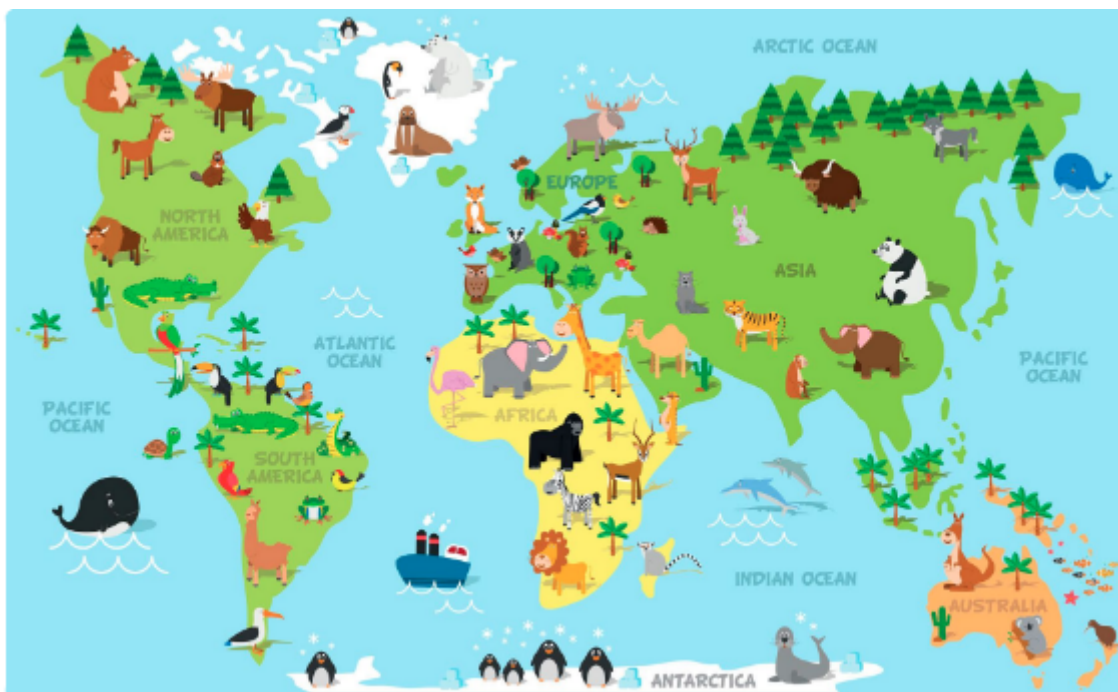 ARCTIC OCEAN
EUROPE
NORTH
AMERICA
ASIA
ATLANTIC
OCEAN
PACIFIC
OCEAN
PACIFIC
OCEAN
AFRICA
SOUTH
AMERICA
INDIAN OCEAN
AUSTRALIA
ANTARCTICA